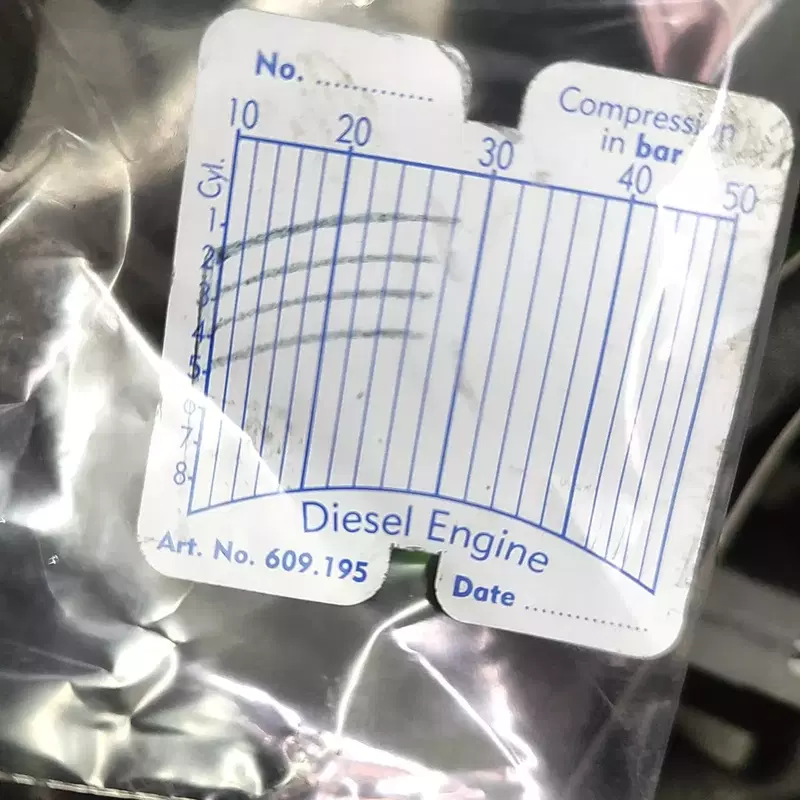 No. .............
Compression
in bar
10 20 30 40 50
Cyl.
1
2
3
4
5
6
7
8
Diesel Engine
Art. No. 609.195
Date ...............